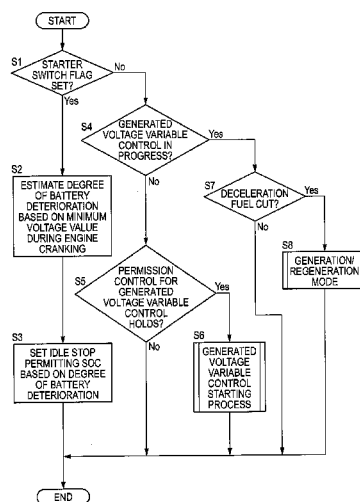 START
S1
STARTER
SWITCH FLAG
SET?
No
Yes
S4
GENERATED
VOLTAGE VARIABLE
CONTROL IN
PROGRESS?
Yes
No
S2
ESTIMATE DEGREE
OF BATTERY
DETERIORATION
BASED ON MINIMUM
VOLTAGE VALUE
DURING ENGINE
CRANKING
S7
DECELERATION
FUEL CUT?
Yes
No
S8
GENERATION/
REGENERATION
MODE
S5
PERMISSION CONTROL FOR
GENERATED
VOLTAGE VARIABLE
CONTROL
HOLDS?
Yes
No
S3
SET IDLE STOP
PERMITTING SOC
BASED ON DEGREE
OF BATTERY
DETERIORATION
S6
GENERATED
VOLTAGE
VARIABLE
CONTROL
STARTING
PROCESS
END